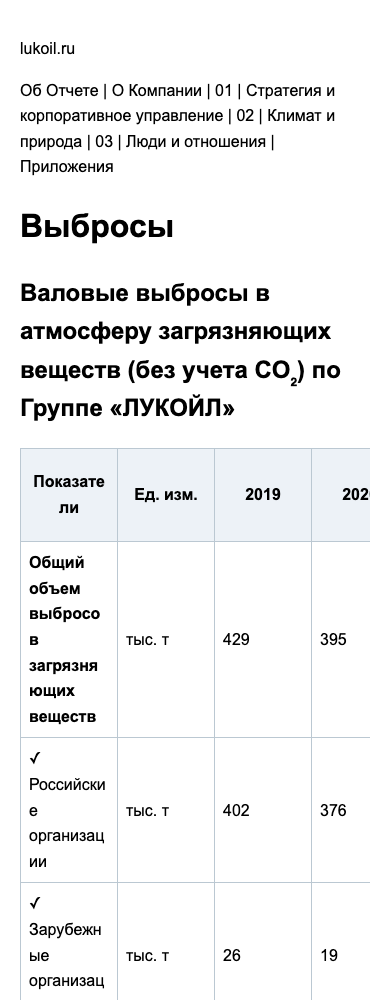 lukoil.ru
Об Отчете | О Компании | 01 | Стратегия и
корпоративное управление | 02 | Климат и
природа | 03 | Люди и отношения |
Приложения
Выбросы
Валовые выбросы в
атмосферу загрязняющих
веществ (без учета CO₂) по
Группе «ЛУКОЙЛ»
Показате
ли
Ед. изм.
2019
Общий
объем
выбросо
в
загрязня
ющих
веществ
тыс. т
429
395
✓
Российски
е
организац
ии
тыс. т
402
376
✓
Зарубежн
ые
организац
тыс. т
26
19